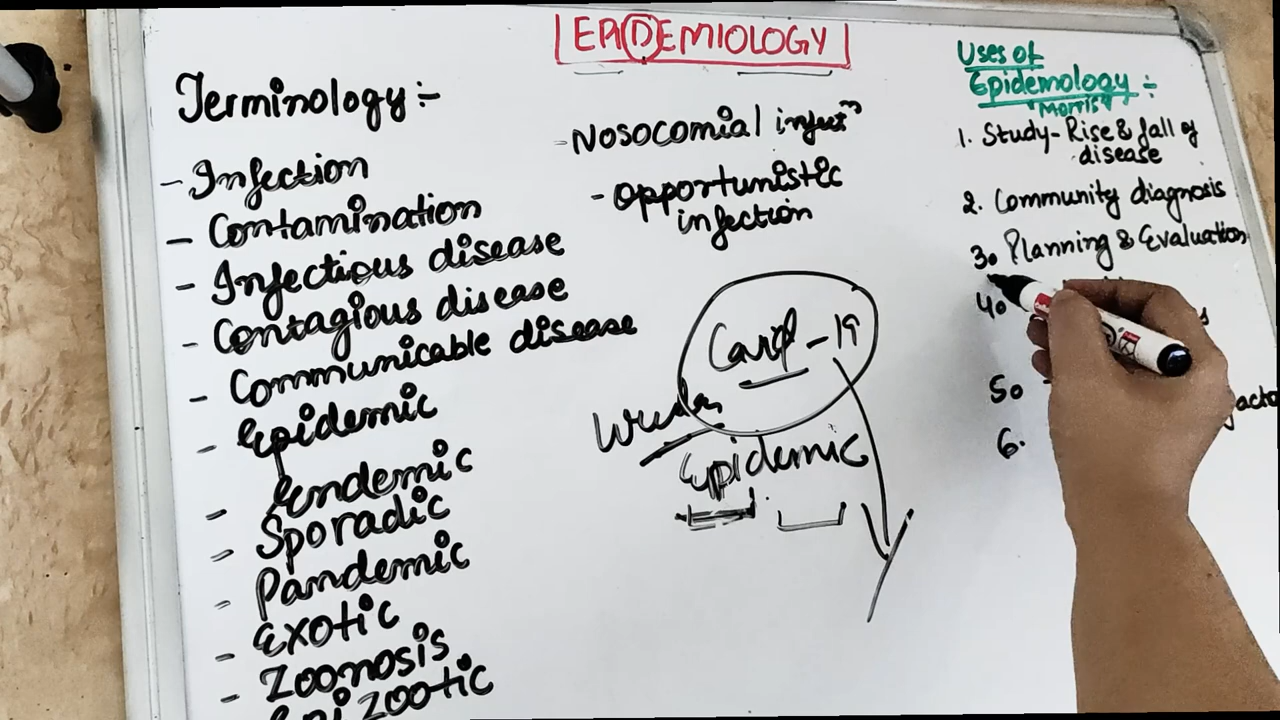 EPIDEMIOLOGY
Terminology :-
- Infection
- Contamination
- Infectious disease
- Contagious disease
- Communicable disease
- Epidemic
- Endemic
- Sporadic
- Pandemic
- Exotic
- Zoonosis
Epizootic
- Nosocomial
- Opportunistic
infection
Covid - 19
Epidemic
Uses of
Epidemology :-
"Morris"
1. Study - Rise & fall of
disease
2. Community diagnosis
3. Planning & Evaluation
4.
5.
6.